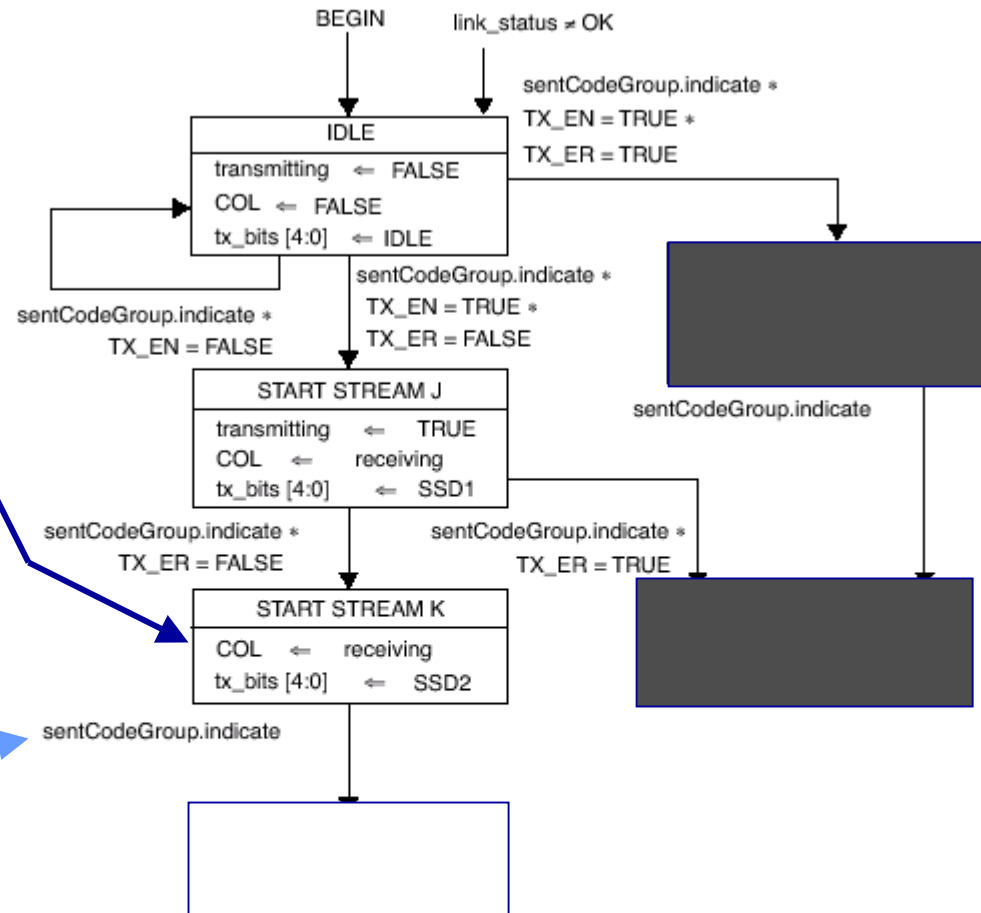 BEGIN
link_status ≠ OK
sentCodeGroup.indicate *
TX_EN = TRUE *
TX_ER = TRUE
IDLE
transmitting ⇐ FALSE
COL ⇐ FALSE
tx_bits [4:0] ⇐ IDLE
sentCodeGroup.indicate *
TX_EN = FALSE
sentCodeGroup.indicate *
TX_EN = TRUE *
TX_ER = FALSE
START STREAM J
transmitting ⇐ TRUE
COL ⇐ receiving
tx_bits [4:0] ⇐ SSD1
sentCodeGroup.indicate
sentCodeGroup.indicate *
TX_ER = FALSE
sentCodeGroup.indicate *
TX_ER = TRUE
START STREAM K
COL ⇐ receiving
tx_bits [4:0] ⇐ SSD2
sentCodeGroup.indicate